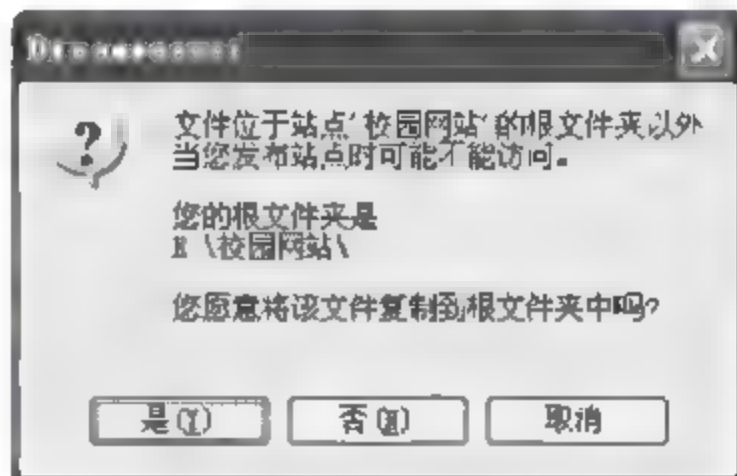 Dreamweaver
文件位于站点'校园网站'的根文件夹以外
当您发布站点时可能不能访问。
您的根文件夹是
\校园网站\
您愿意将该文件复制到根文件夹中吗?
是(Y)
否(N)
取消